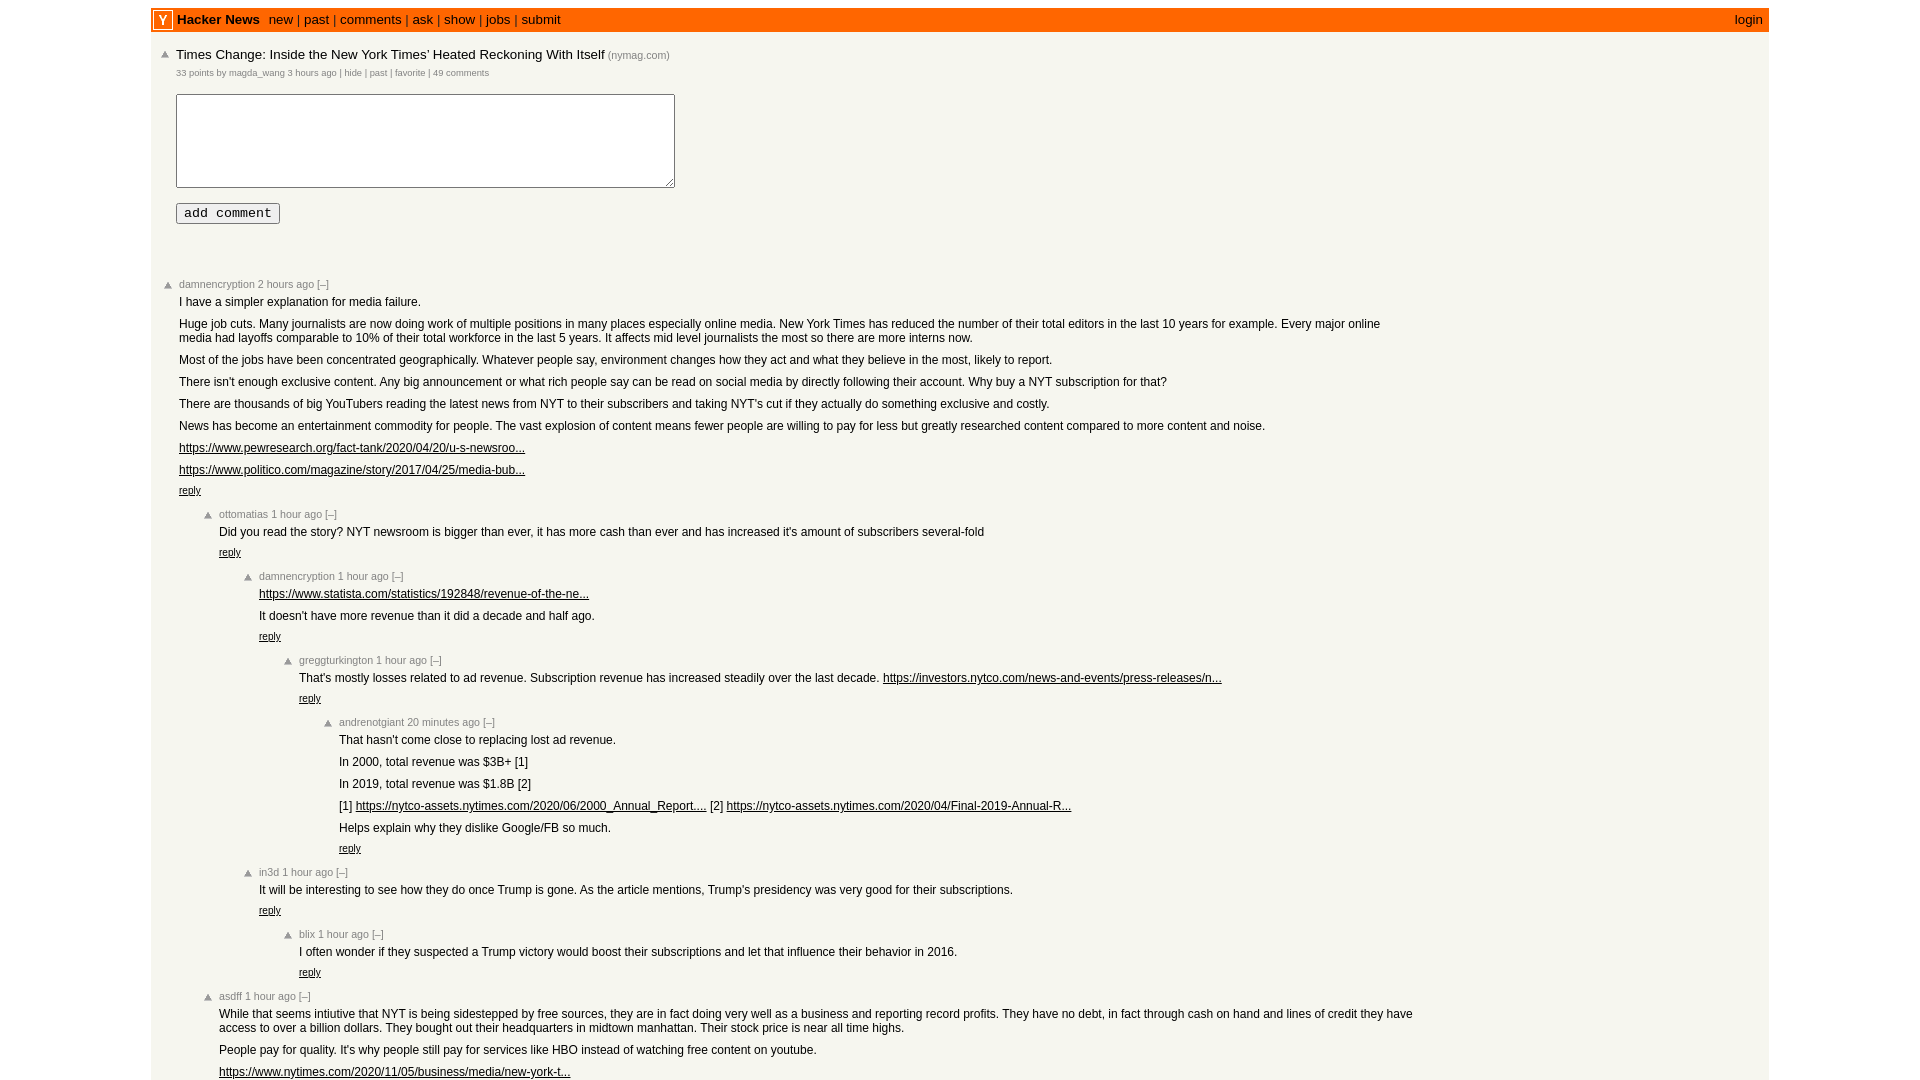 Y Hacker News new | past | comments | ask | show | jobs | submit login
Times Change: Inside the New York Times’ Heated Reckoning With Itself (nymag.com)
33 points by magda_wang 3 hours ago | hide | past | favorite | 49 comments
add comment
damnencryption 2 hours ago [–]
I have a simpler explanation for media failure.
Huge job cuts. Many journalists are now doing work of multiple positions in many places especially online media. New York Times has reduced the number of their total editors in the last 10 years for example. Every major online
media had layoffs comparable to 10% of their total workforce in the last 5 years. It affects mid level journalists the most so there are more interns now.
Most of the jobs have been concentrated geographically. Whatever people say, environment changes how they act and what they believe in the most, likely to report.
There isn't enough exclusive content. Any big announcement or what rich people say can be read on social media by directly following their account. Why buy a NYT subscription for that?
There are thousands of big YouTubers reading the latest news from NYT to their subscribers and taking NYT's cut if they actually do something exclusive and costly.
News has become an entertainment commodity for people. The vast explosion of content means fewer people are willing to pay for less but greatly researched content compared to more content and noise.
https://www.pewresearch.org/fact-tank/2020/04/20/u-s-newsroo...
https://www.politico.com/magazine/story/2017/04/25/media-bub...
reply
ottomatias 1 hour ago [–]
Did you read the story? NYT newsroom is bigger than ever, it has more cash than ever and has increased it's amount of subscribers several-fold
reply
damnencryption 1 hour ago [–]
https://www.statista.com/statistics/192848/revenue-of-the-ne...
It doesn't have more revenue than it did a decade and half ago.
reply
greggturkington 1 hour ago [–]
That's mostly losses related to ad revenue. Subscription revenue has increased steadily over the last decade. https://investors.nytco.com/news-and-events/press-releases/n...
reply
andrenotgiant 20 minutes ago [–]
That hasn't come close to replacing lost ad revenue.
In 2000, total revenue was $3B+ [1]
In 2019, total revenue was $1.8B [2]
[1] https://nytco-assets.nytimes.com/2020/06/2000_Annual_Report.... [2] https://nytco-assets.nytimes.com/2020/04/Final-2019-Annual-R...
Helps explain why they dislike Google/FB so much.
reply
in3d 1 hour ago [–]
It will be interesting to see how they do once Trump is gone. As the article mentions, Trump's presidency was very good for their subscriptions.
reply
blix 1 hour ago [–]
I often wonder if they suspected a Trump victory would boost their subscriptions and let that influence their behavior in 2016.
reply
asdff 1 hour ago [–]
While that seems intiutive that NYT is being sidestepped by free sources, they are in fact doing very well as a business and reporting record profits. They have no debt, in fact through cash on hand and lines of credit they have
access to over a billion dollars. They bought out their headquarters in midtown manhattan. Their stock price is near all time highs.
People pay for quality. It's why people still pay for services like HBO instead of watching free content on youtube.
https://www.nytimes.com/2020/11/05/business/media/new-york-t...